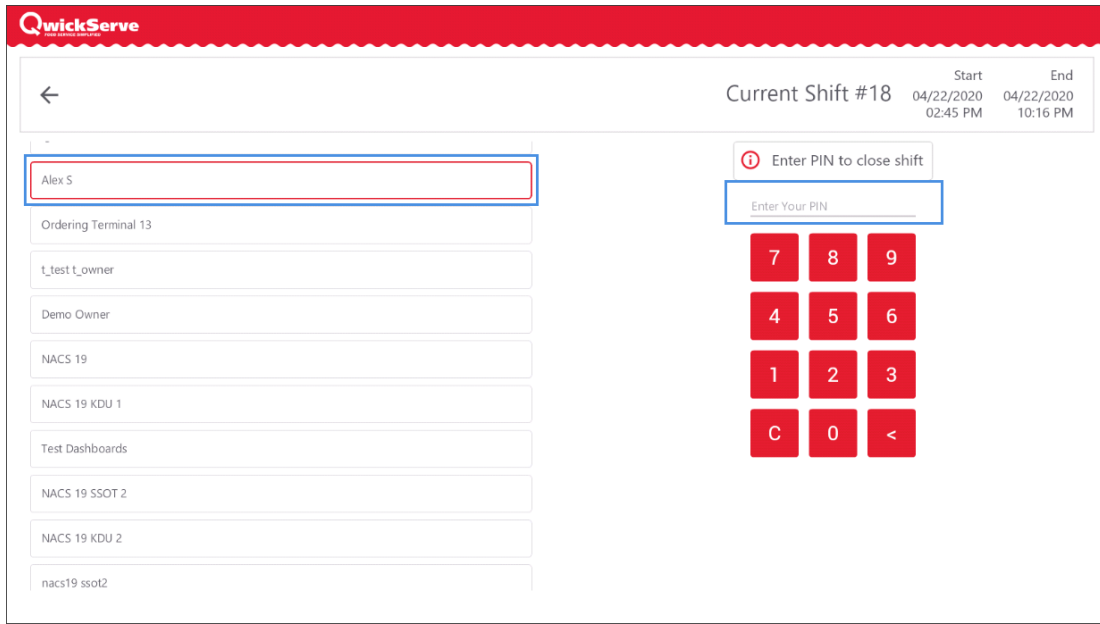 QwickServe
FOOD SERVICE SIMPLIFIED
Current Shift #18
Start
04/22/2020
02:45 PM
End
04/22/2020
10:16 PM
Alex S
Ordering Terminal 13
t_test t_owner
Demo Owner
NACS 19
NACS 19 KDU 1
Test Dashboards
NACS 19 SSOT 2
NACS 19 KDU 2
nacs19 ssot2
Enter PIN to close shift
Enter Your PIN
7 8 9
4 5 6
1 2 3
C 0 <